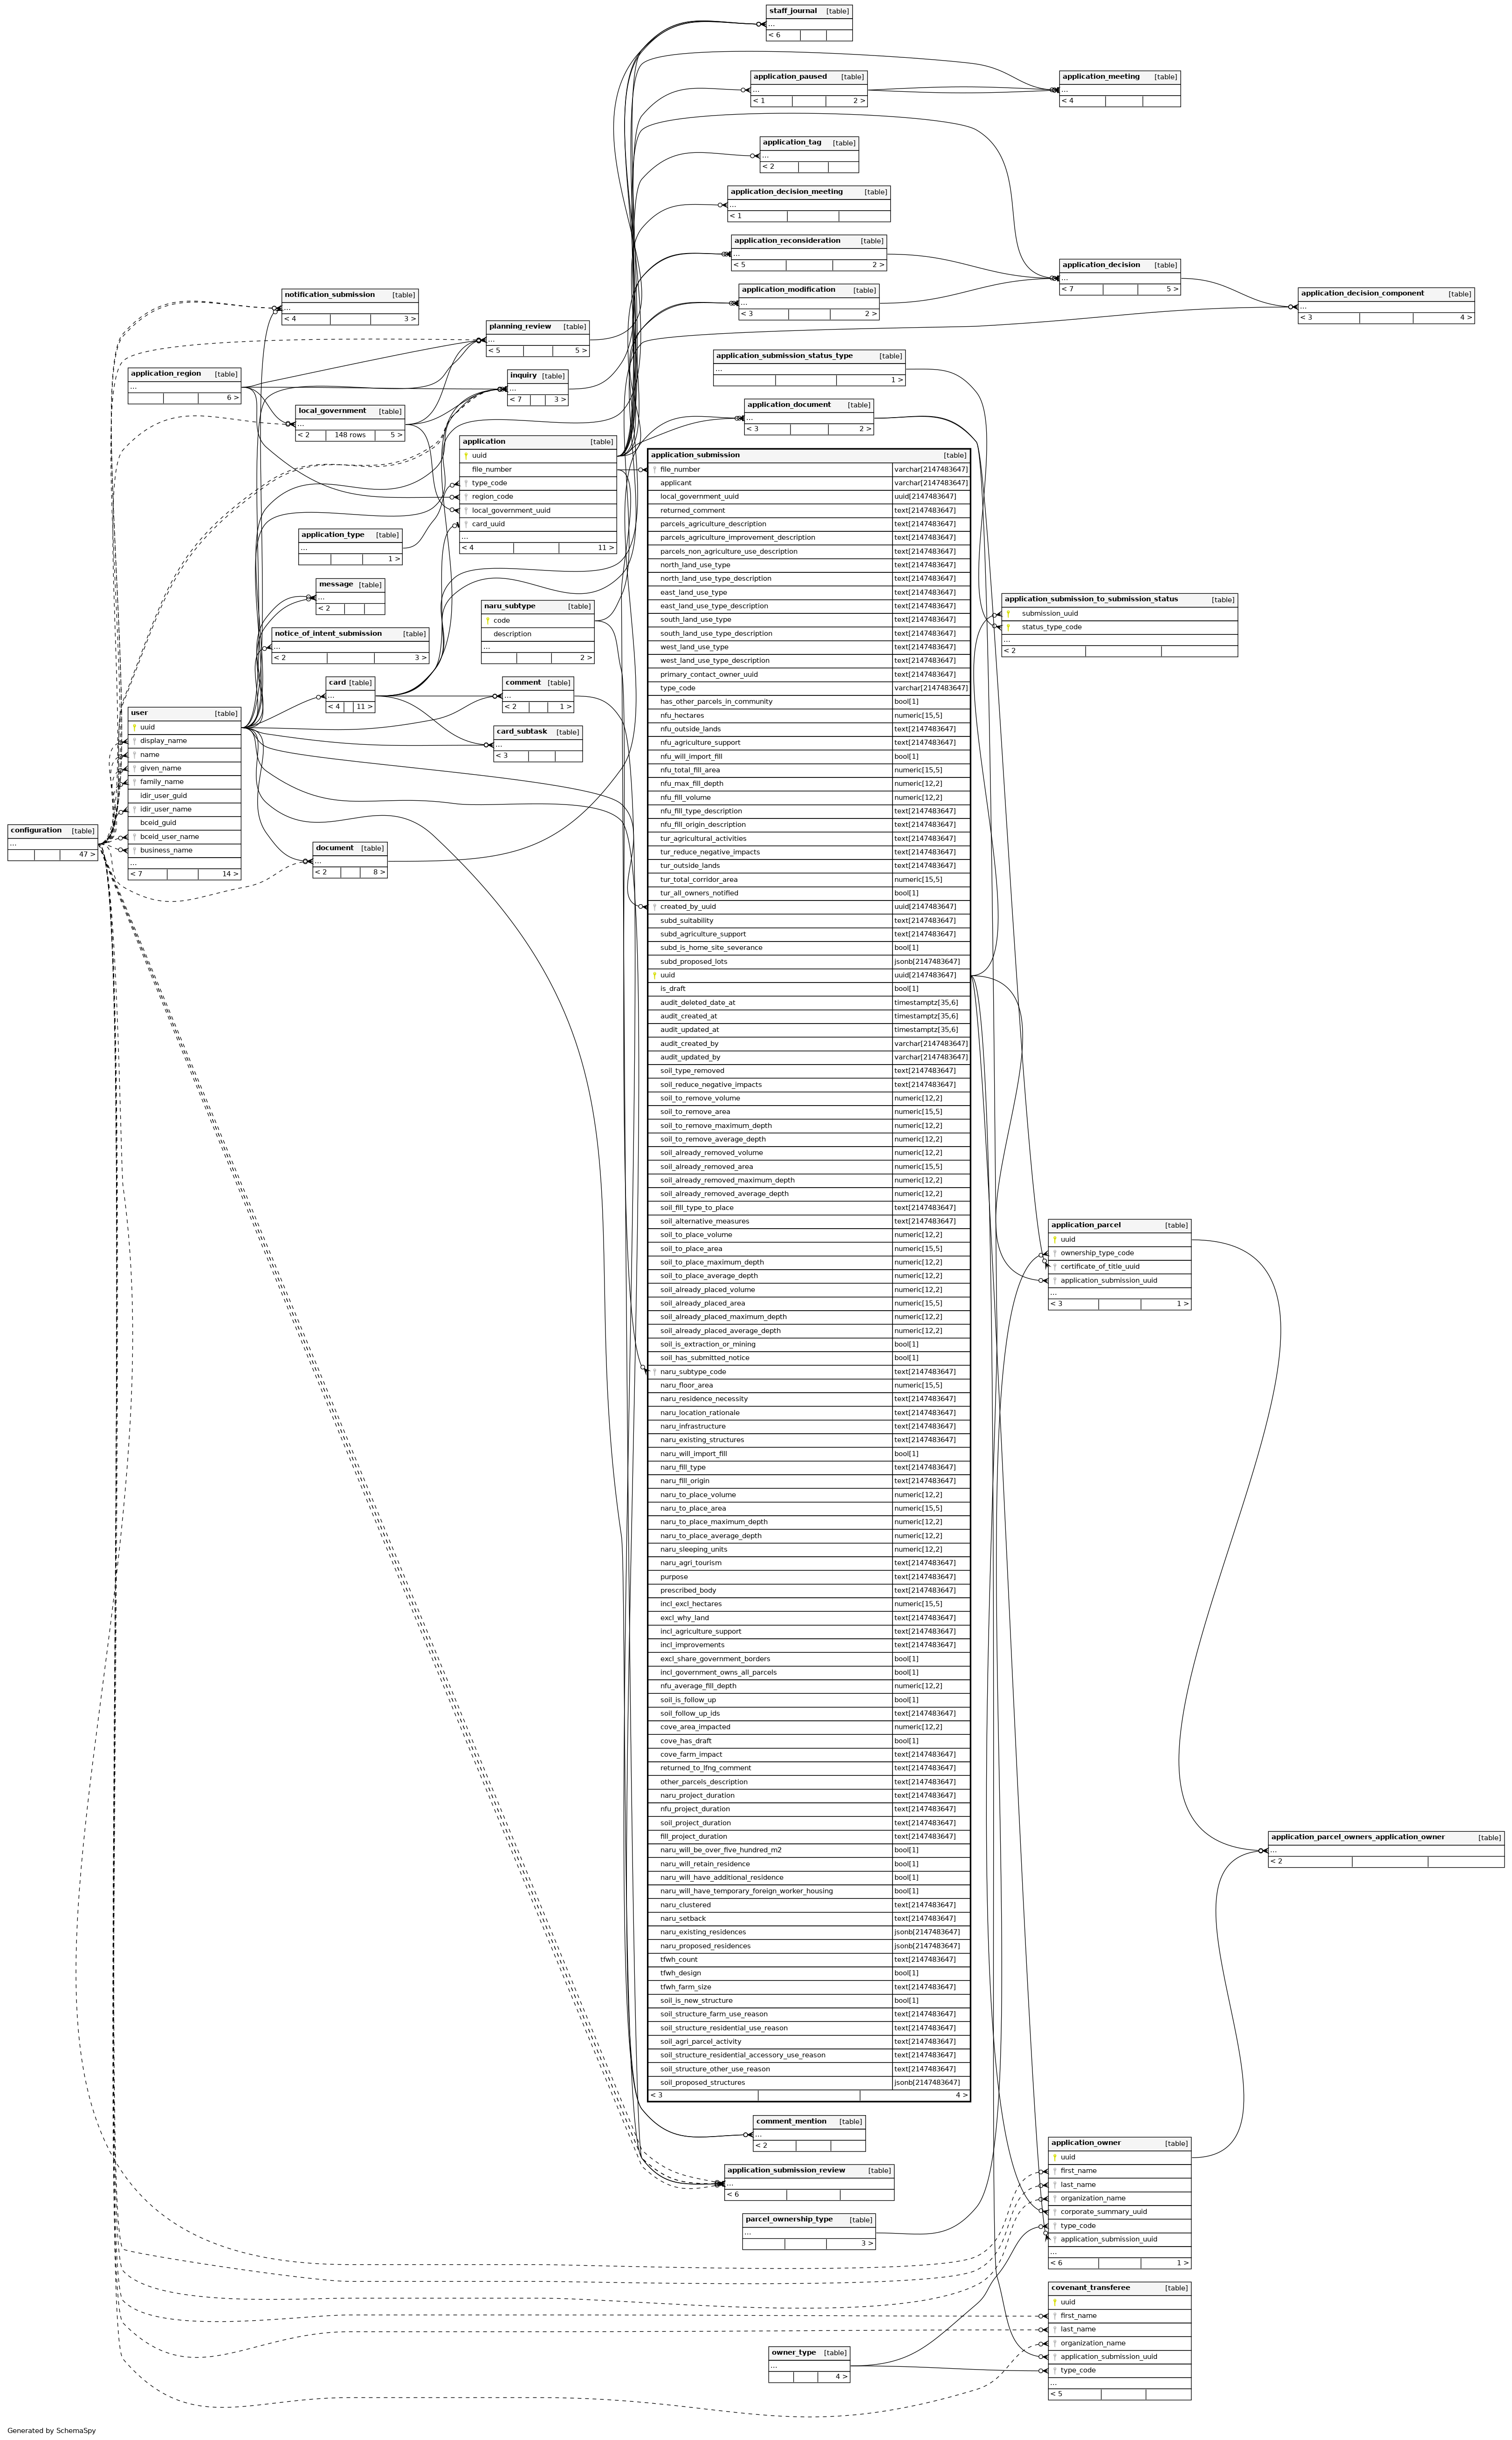 staff_journal [table]
...
< 6
application_paused [table]
...
< 1 2 >
application_meeting [table]
...
< 4
application_tag [table]
...
< 2
application_decision_meeting [table]
...
< 1
application_reconsideration [table]
...
< 5 2 >
application_decision [table]
...
< 7 5 >
application_modification [table]
...
< 3 2 >
application_decision_component [table]
...
< 3 4 >
notification_submission [table]
...
< 4 3 >
planning_review [table]
...
< 5 5 >
application_submission_status_type [table]
...
1 >
application_region [table]
...
6 >
inquiry [table]
...
< 7 3 >
local_government [table]
...
< 2 148 rows 5 >
application_document [table]
...
< 3 2 >
application [table]
uuid
file_number
type_code
region_code
local_government_uuid
card_uuid
...
< 4 11 >
application_type [table]
...
1 >
message [table]
...
< 2
naru_subtype [table]
code
description
...
2 >
notice_of_intent_submission [table]
...
< 2 3 >
card [table]
...
< 4 11 >
comment [table]
...
< 2 1 >
card_subtask [table]
...
< 3
user [table]
uuid
display_name
name
given_name
family_name
idir_user_guid
idir_user_name
bceid_guid
bceid_user_name
business_name
...
< 7 14 >
configuration [table]
...
47 >
document [table]
...
< 2 8 >
application_submission [table]
file_number varchar[2147483647]
applicant varchar[2147483647]
local_government_uuid uuid[2147483647]
returned_comment text[2147483647]
parcels_agriculture_description text[2147483647]
parcels_agriculture_improvement_description text[2147483647]
parcels_non_agriculture_use_description text[2147483647]
north_land_use_type text[2147483647]
north_land_use_type_description text[2147483647]
east_land_use_type text[2147483647]
east_land_use_type_description text[2147483647]
south_land_use_type text[2147483647]
south_land_use_type_description text[2147483647]
west_land_use_type text[2147483647]
west_land_use_type_description text[2147483647]
primary_contact_owner_uuid text[2147483647]
type_code varchar[2147483647]
has_other_parcels_in_community bool[1]
nfu_hectares numeric[15,5]
nfu_outside_lands text[2147483647]
nfu_agriculture_support text[2147483647]
nfu_will_import_fill bool[1]
nfu_total_fill_area numeric[15,5]
nfu_max_fill_depth numeric[12,2]
nfu_fill_volume numeric[12,2]
nfu_fill_type_description text[2147483647]
nfu_fill_origin_description text[2147483647]
tur_agricultural_activities text[2147483647]
tur_reduce_negative_impacts text[2147483647]
tur_outside_lands text[2147483647]
tur_total_corridor_area numeric[15,5]
tur_all_owners_notified bool[1]
created_by_uuid uuid[2147483647]
subd_suitability text[2147483647]
subd_agriculture_support text[2147483647]
subd_is_home_site_severance bool[1]
subd_proposed_lots jsonb[2147483647]
uuid uuid[2147483647]
is_draft bool[1]
audit_deleted_date_at timestamptz[35,6]
audit_created_at timestamptz[35,6]
audit_updated_at timestamptz[35,6]
audit_created_by varchar[2147483647]
audit_updated_by varchar[2147483647]
soil_type_removed text[2147483647]
soil_reduce_negative_impacts text[2147483647]
soil_to_remove_volume numeric[12,2]
soil_to_remove_area numeric[15,5]
soil_to_remove_maximum_depth numeric[12,2]
soil_to_remove_average_depth numeric[12,2]
soil_already_removed_volume numeric[12,2]
soil_already_removed_area numeric[15,5]
soil_already_removed_maximum_depth numeric[12,2]
soil_already_removed_average_depth numeric[12,2]
soil_fill_type_to_place text[2147483647]
soil_alternative_measures text[2147483647]
soil_to_place_volume numeric[12,2]
soil_to_place_area numeric[15,5]
soil_to_place_maximum_depth numeric[12,2]
soil_to_place_average_depth numeric[12,2]
soil_already_placed_volume numeric[12,2]
soil_already_placed_area numeric[15,5]
soil_already_placed_maximum_depth numeric[12,2]
soil_already_placed_average_depth numeric[12,2]
soil_is_extraction_or_mining bool[1]
soil_has_submitted_notice bool[1]
naru_subtype_code text[2147483647]
naru_floor_area numeric[15,5]
naru_residence_necessity text[2147483647]
naru_location_rationale text[2147483647]
naru_infrastructure text[2147483647]
naru_existing_structures text[2147483647]
naru_will_import_fill bool[1]
naru_fill_type text[2147483647]
naru_fill_origin text[2147483647]
naru_to_place_volume numeric[12,2]
naru_to_place_area numeric[15,5]
naru_to_place_maximum_depth numeric[12,2]
naru_to_place_average_depth numeric[12,2]
naru_sleeping_units numeric[12,2]
naru_agri_tourism text[2147483647]
purpose text[2147483647]
prescribed_body text[2147483647]
incl_excl_hectares numeric[15,5]
excl_why_land text[2147483647]
incl_agriculture_support text[2147483647]
incl_improvements text[2147483647]
excl_share_government_borders bool[1]
incl_government_owns_all_parcels bool[1]
nfu_average_fill_depth numeric[12,2]
soil_is_follow_up bool[1]
soil_follow_up_ids text[2147483647]
cove_area_impacted numeric[12,2]
cove_has_draft bool[1]
cove_farm_impact text[2147483647]
returned_to_lfng_comment text[2147483647]
other_parcels_description text[2147483647]
naru_project_duration text[2147483647]
nfu_project_duration text[2147483647]
soil_project_duration text[2147483647]
fill_project_duration text[2147483647]
naru_will_be_over_five_hundred_m2 bool[1]
naru_will_retain_residence bool[1]
naru_will_have_additional_residence bool[1]
naru_will_have_temporary_foreign_worker_housing bool[1]
naru_clustered text[2147483647]
naru_setback text[2147483647]
naru_existing_residences jsonb[2147483647]
naru_proposed_residences jsonb[2147483647]
tfwh_count text[2147483647]
tfwh_design bool[1]
tfwh_farm_size text[2147483647]
soil_is_new_structure bool[1]
soil_structure_farm_use_reason text[2147483647]
soil_structure_residential_use_reason text[2147483647]
soil_agri_parcel_activity text[2147483647]
soil_structure_residential_accessory_use_reason text[2147483647]
soil_structure_other_use_reason text[2147483647]
soil_proposed_structures jsonb[2147483647]
< 3 4 >
application_submission_to_submission_status [table]
submission_uuid
status_type_code
...
< 2
application_parcel [table]
uuid
ownership_type_code
certificate_of_title_uuid
application_submission_uuid
...
< 3 1 >
application_parcel_owners_application_owner [table]
...
< 2
comment_mention [table]
...
< 2
application_submission_review [table]
...
< 6
parcel_ownership_type [table]
...
3 >
application_owner [table]
uuid
first_name
last_name
organization_name
corporate_summary_uuid
type_code
application_submission_uuid
...
< 6 1 >
covenant_transferee [table]
uuid
first_name
last_name
organization_name
application_submission_uuid
type_code
...
< 5
owner_type [table]
...
4 >
Generated by SchemaSpy